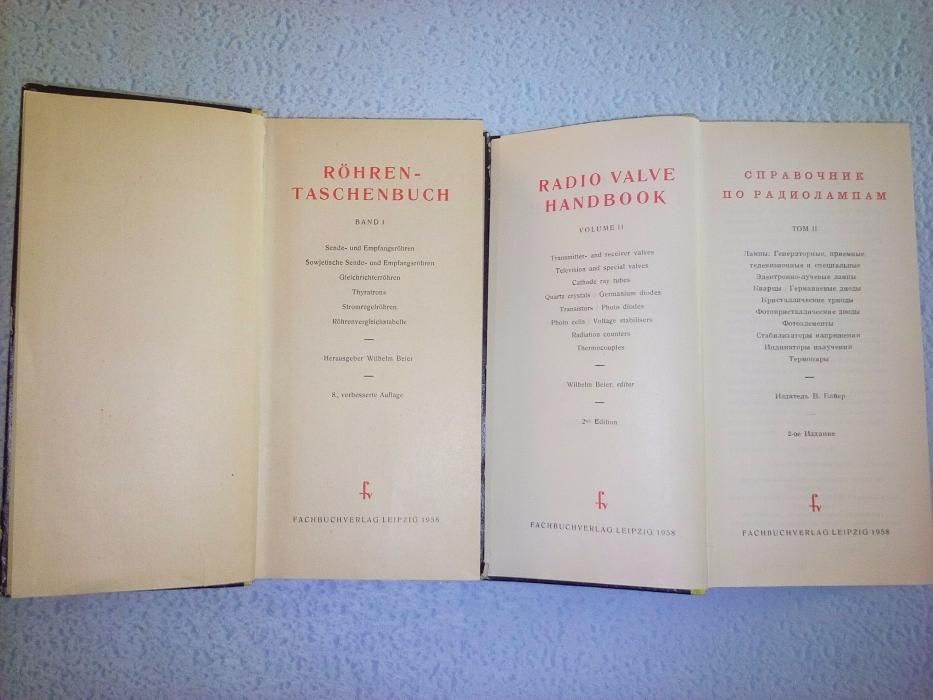 RÖHREN-
TASCHENBUCH
BAND I
Sende- und Empfangsröhren
Sowjetische Sende- und Empfangsröhren
Gleichrichterröhren
Thyratrons
Stromregelröhren
Röhrenvergleichstabelle
Herausgeber Wilhelm Beier
8., verbesserte Auflage
fv
FACHBUCHVERLAG LEIPZIG 1958
RADIO VALVE
HANDBOOK
VOLUME II
Transmitter- and receiver valves
Television and special valves
Cathode ray tubes
Quartz crystals / Germanium diodes
Transistors / Photo diodes
Photo cells / Voltage stabilisers
Radiation counters
Thermocouples
Wilhelm Beier, editor
2nd Edition
fv
FACHBUCHVERLAG LEIPZIG 1958
СПРАВОЧНИК
ПО РАДИОЛАМПАМ
ТОМ II
Лампы: Генераторные, приемные,
телевизионные и специальные
Электронно-лучевые лампы
Кварцы / Германиевые диоды
Кристаллические триоды
Фотокристаллические диоды
Фотоэлементы
Стабилизаторы напряжения
Индикаторы излучения
Термопары
Издатель В. Байер
2-ое Издание
fv
FACHBUCHVERLAG LEIPZIG 1958